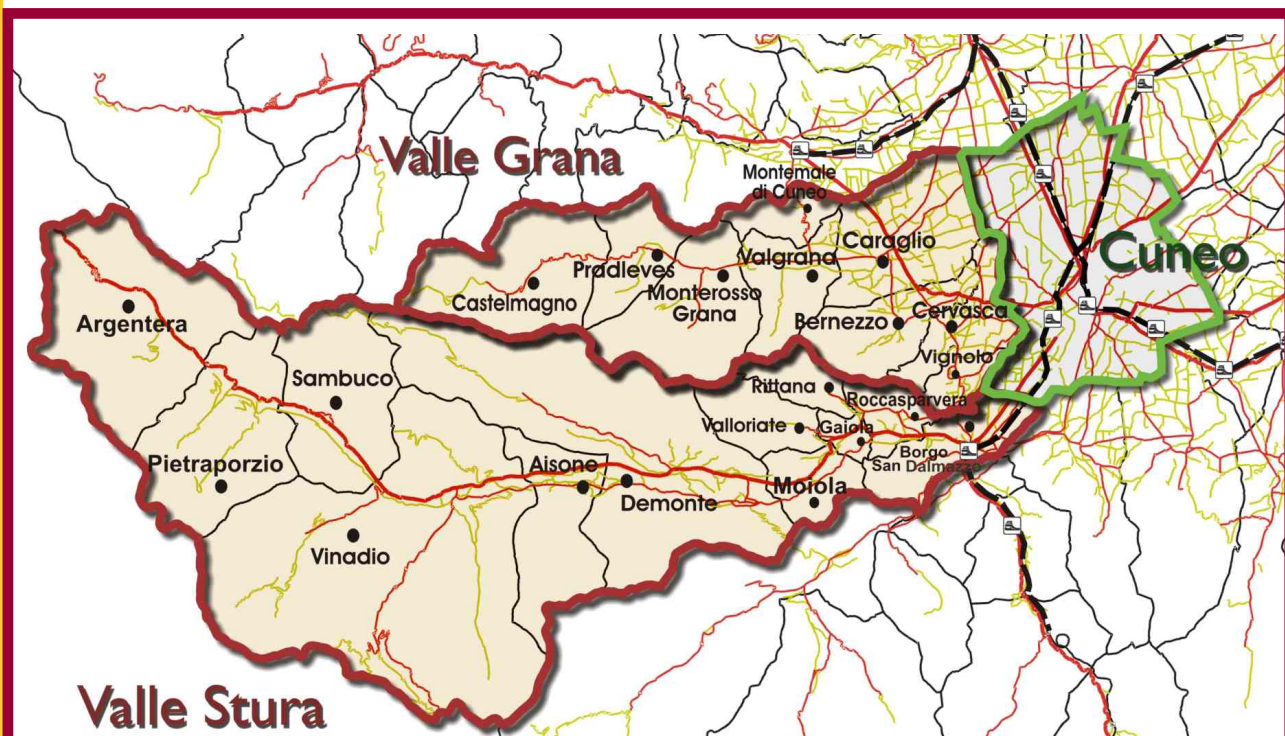 Valle Grana
Montemale
di Cuneo
Caraglio
Cuneo
Pradleves
Valgrana
Castelmagno
Monterosso
Grana
Bernezzo
Cervasca
Argentera
Vignolo
Sambuco
Rittana
Roccasparvera
Valloriate
Gaiola
Borgo
San Dalmazzo
Pietraporzio
Aisone
Moiola
Demonte
Vinadio
Valle Stura